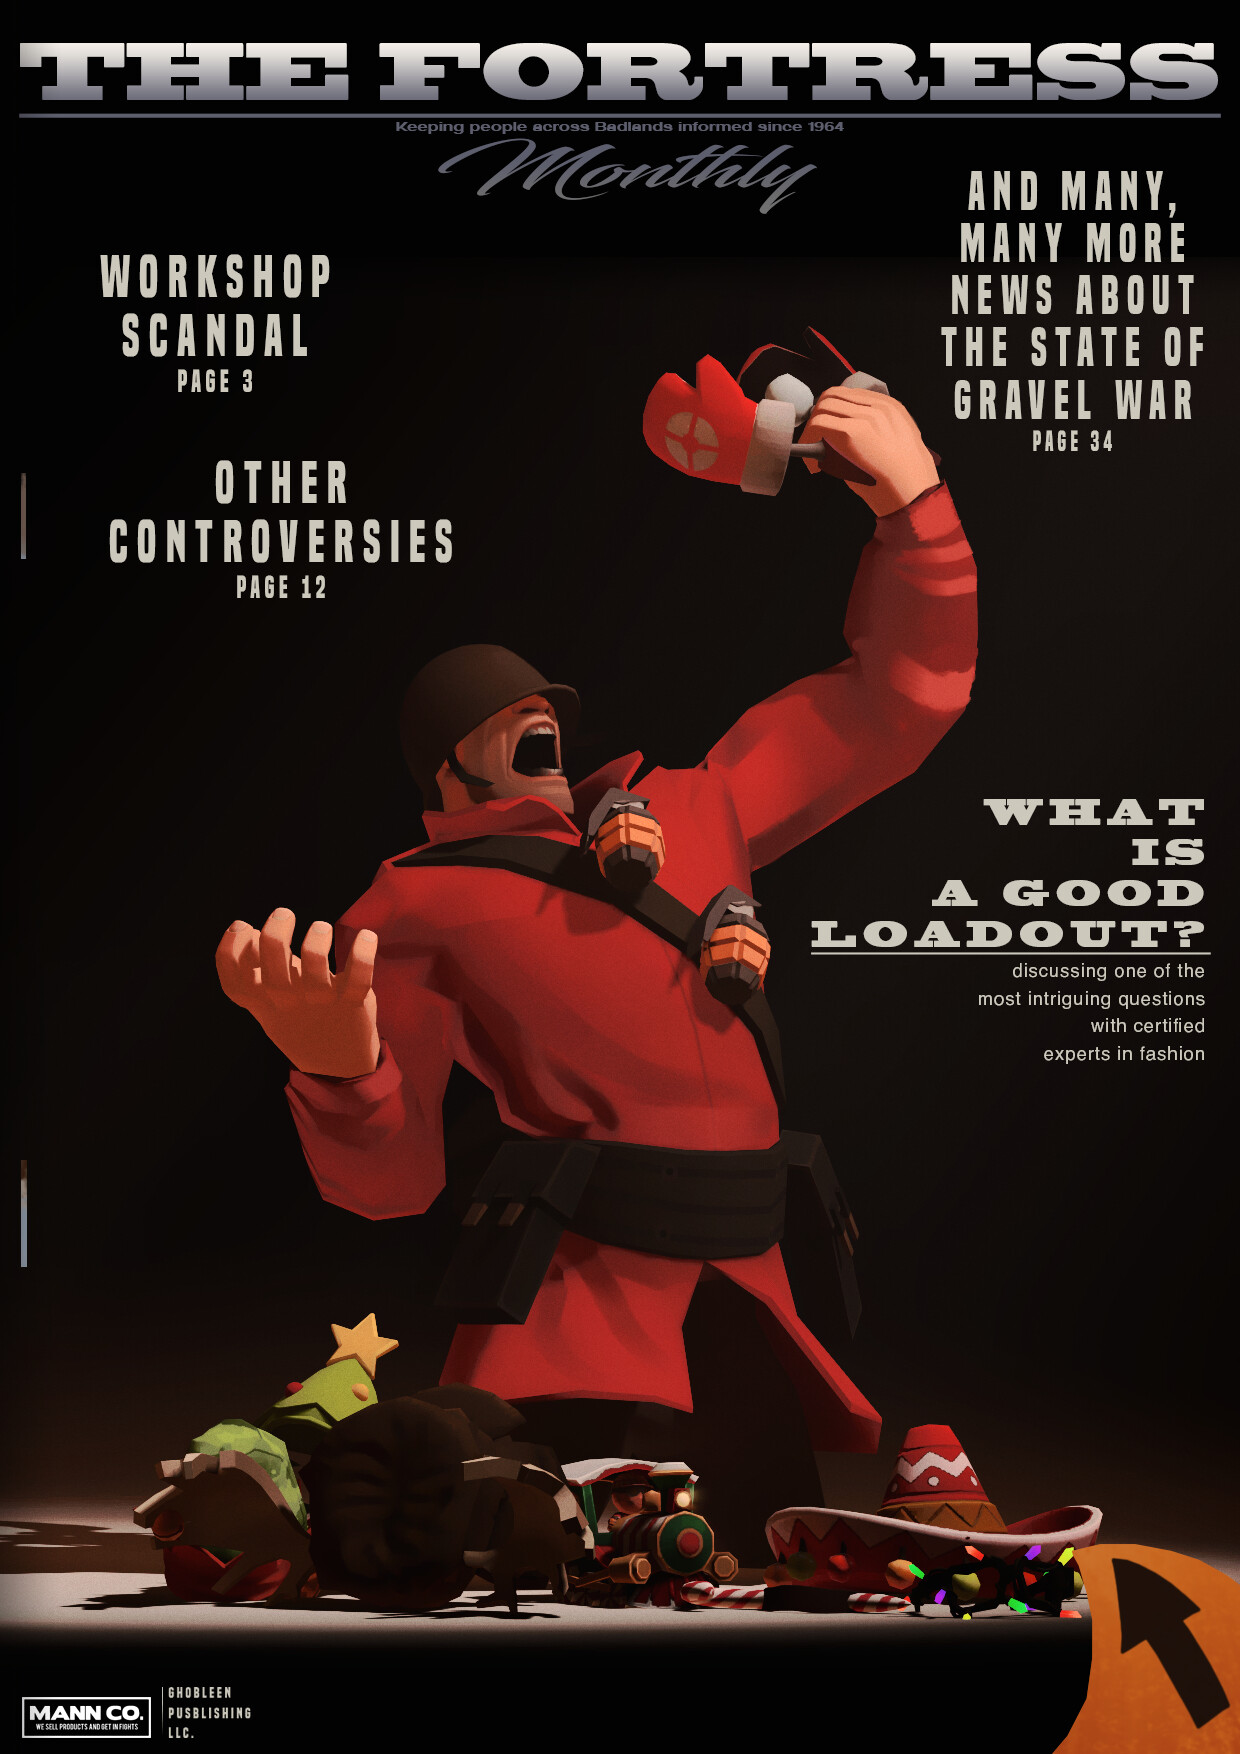 THE FORTRESS
Keeping people across Badlands informed since 1964
Monthly
AND MANY,
MANY MORE
NEWS ABOUT
THE STATE OF
GRAVEL WAR
PAGE 34
WORKSHOP
SCANDAL
PAGE 3
OTHER
CONTROVERSIES
PAGE 12
WHAT
IS
A GOOD
LOADOUT?
discussing one of the
most intriguing questions
with certified
experts in fashion
MANN CO.
WE SELL PRODUCTS AND GET IN FIGHTS
GHOBLEEN
PUSBLISHING
LLC.